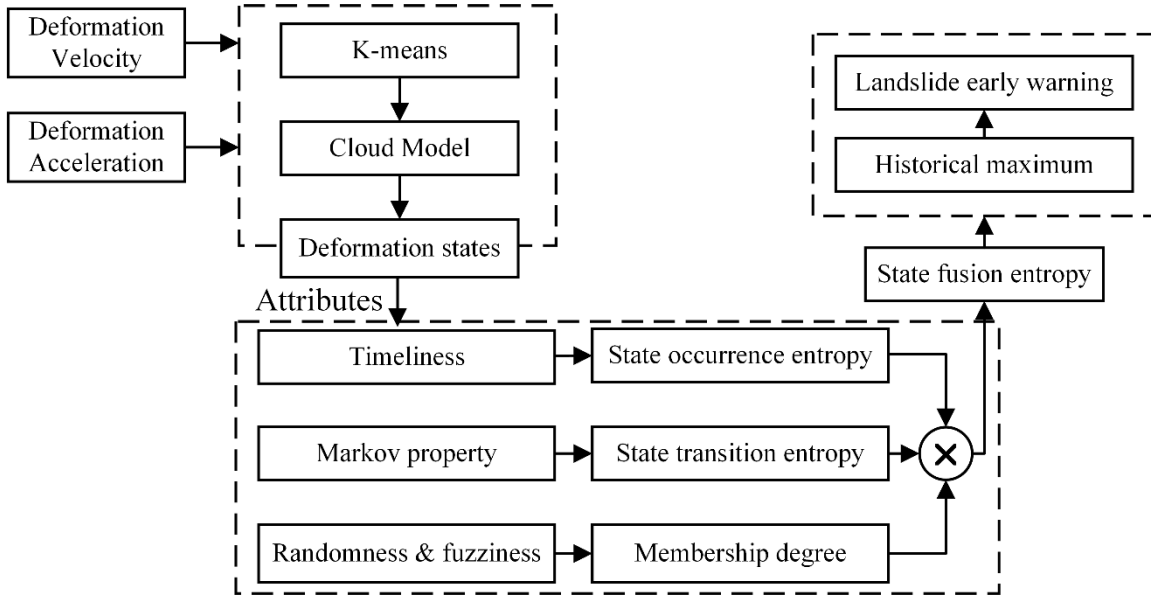 Deformation
Velocity
Deformation
Acceleration
K-means
Cloud Model
Deformation states
Attributes
Timeliness
State occurrence entropy
Markov property
State transition entropy
Randomness & fuzziness
Membership degree
State fusion entropy
Historical maximum
Landslide early warning